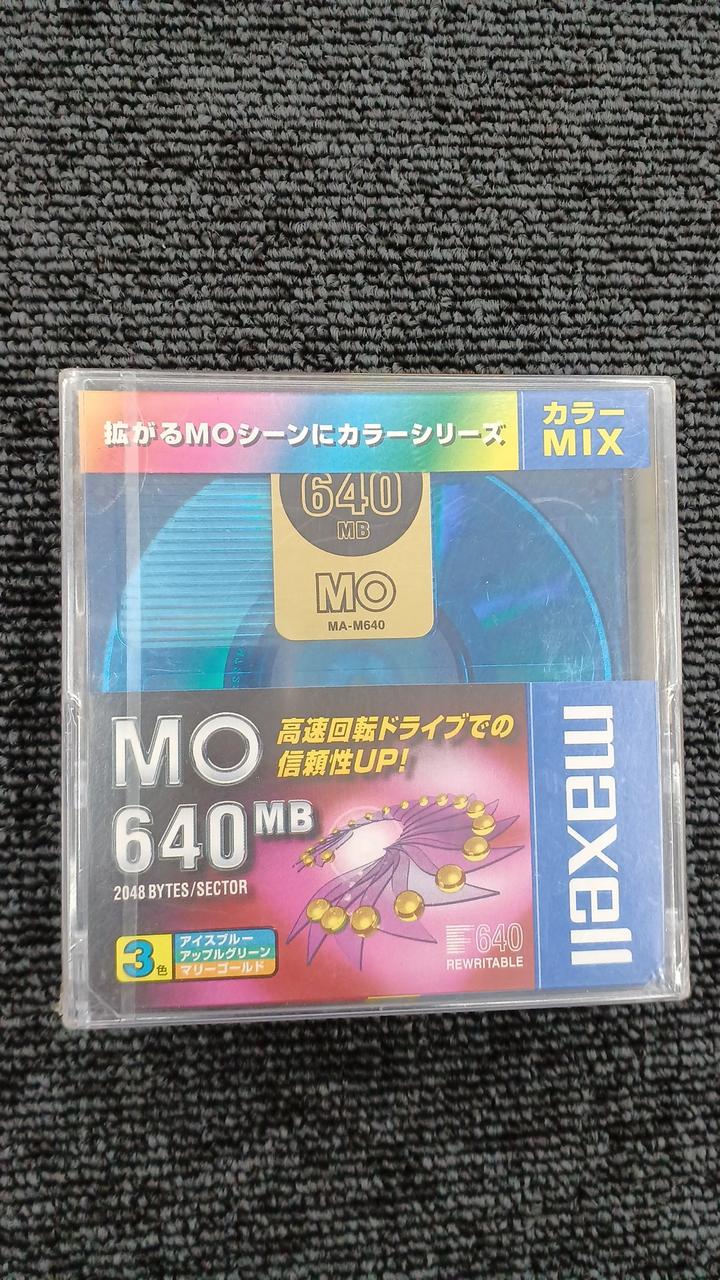 拡がるMOシーンにカラーシリーズ
カラー
MIX
640
MB
MO
MA-M640
MO
高速回転ドライブでの
信頼性UP!
640MB
2048 BYTES/SECTOR
maxell
3色
アイスブルー
アップルグリーン
マリーゴールド
640
REWRITABLE